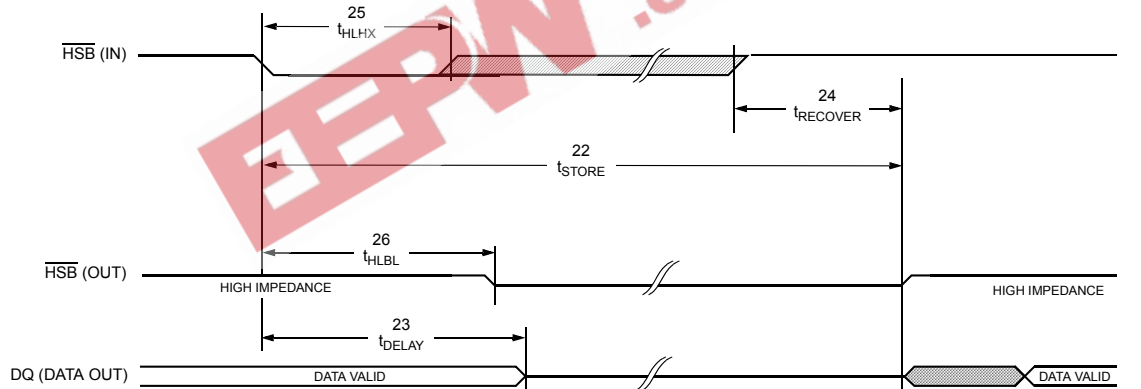 25
tHLHX
HSB (IN)
24
tRECOVER
22
tSTORE
26
tHLBL
HSB (OUT)
HIGH IMPEDANCE
HIGH IMPEDANCE
23
tDELAY
DQ (DATA OUT)
DATA VALID
DATA VALID
EEPW